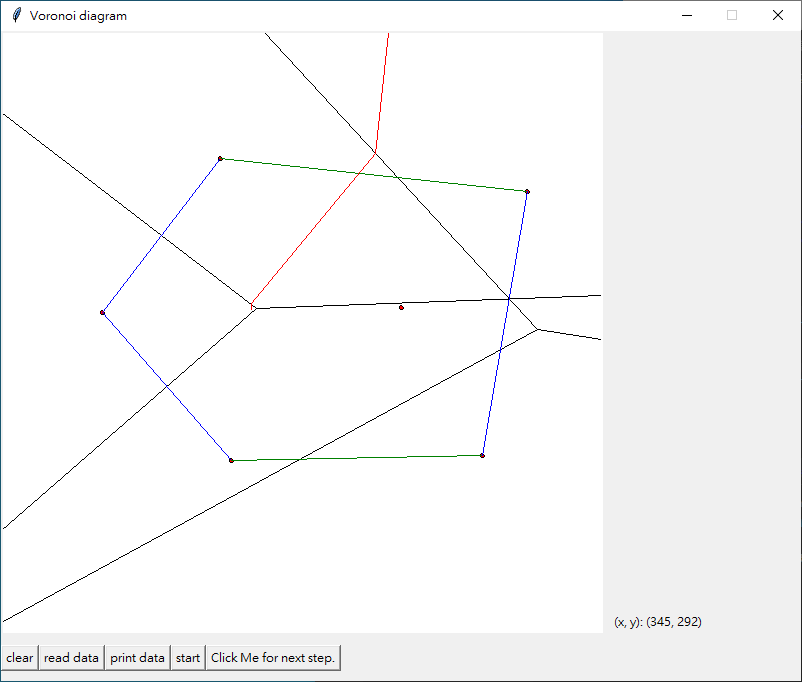 Voronoi diagram
(x, y): (345, 292)
clear read data print data start Click Me for next step.